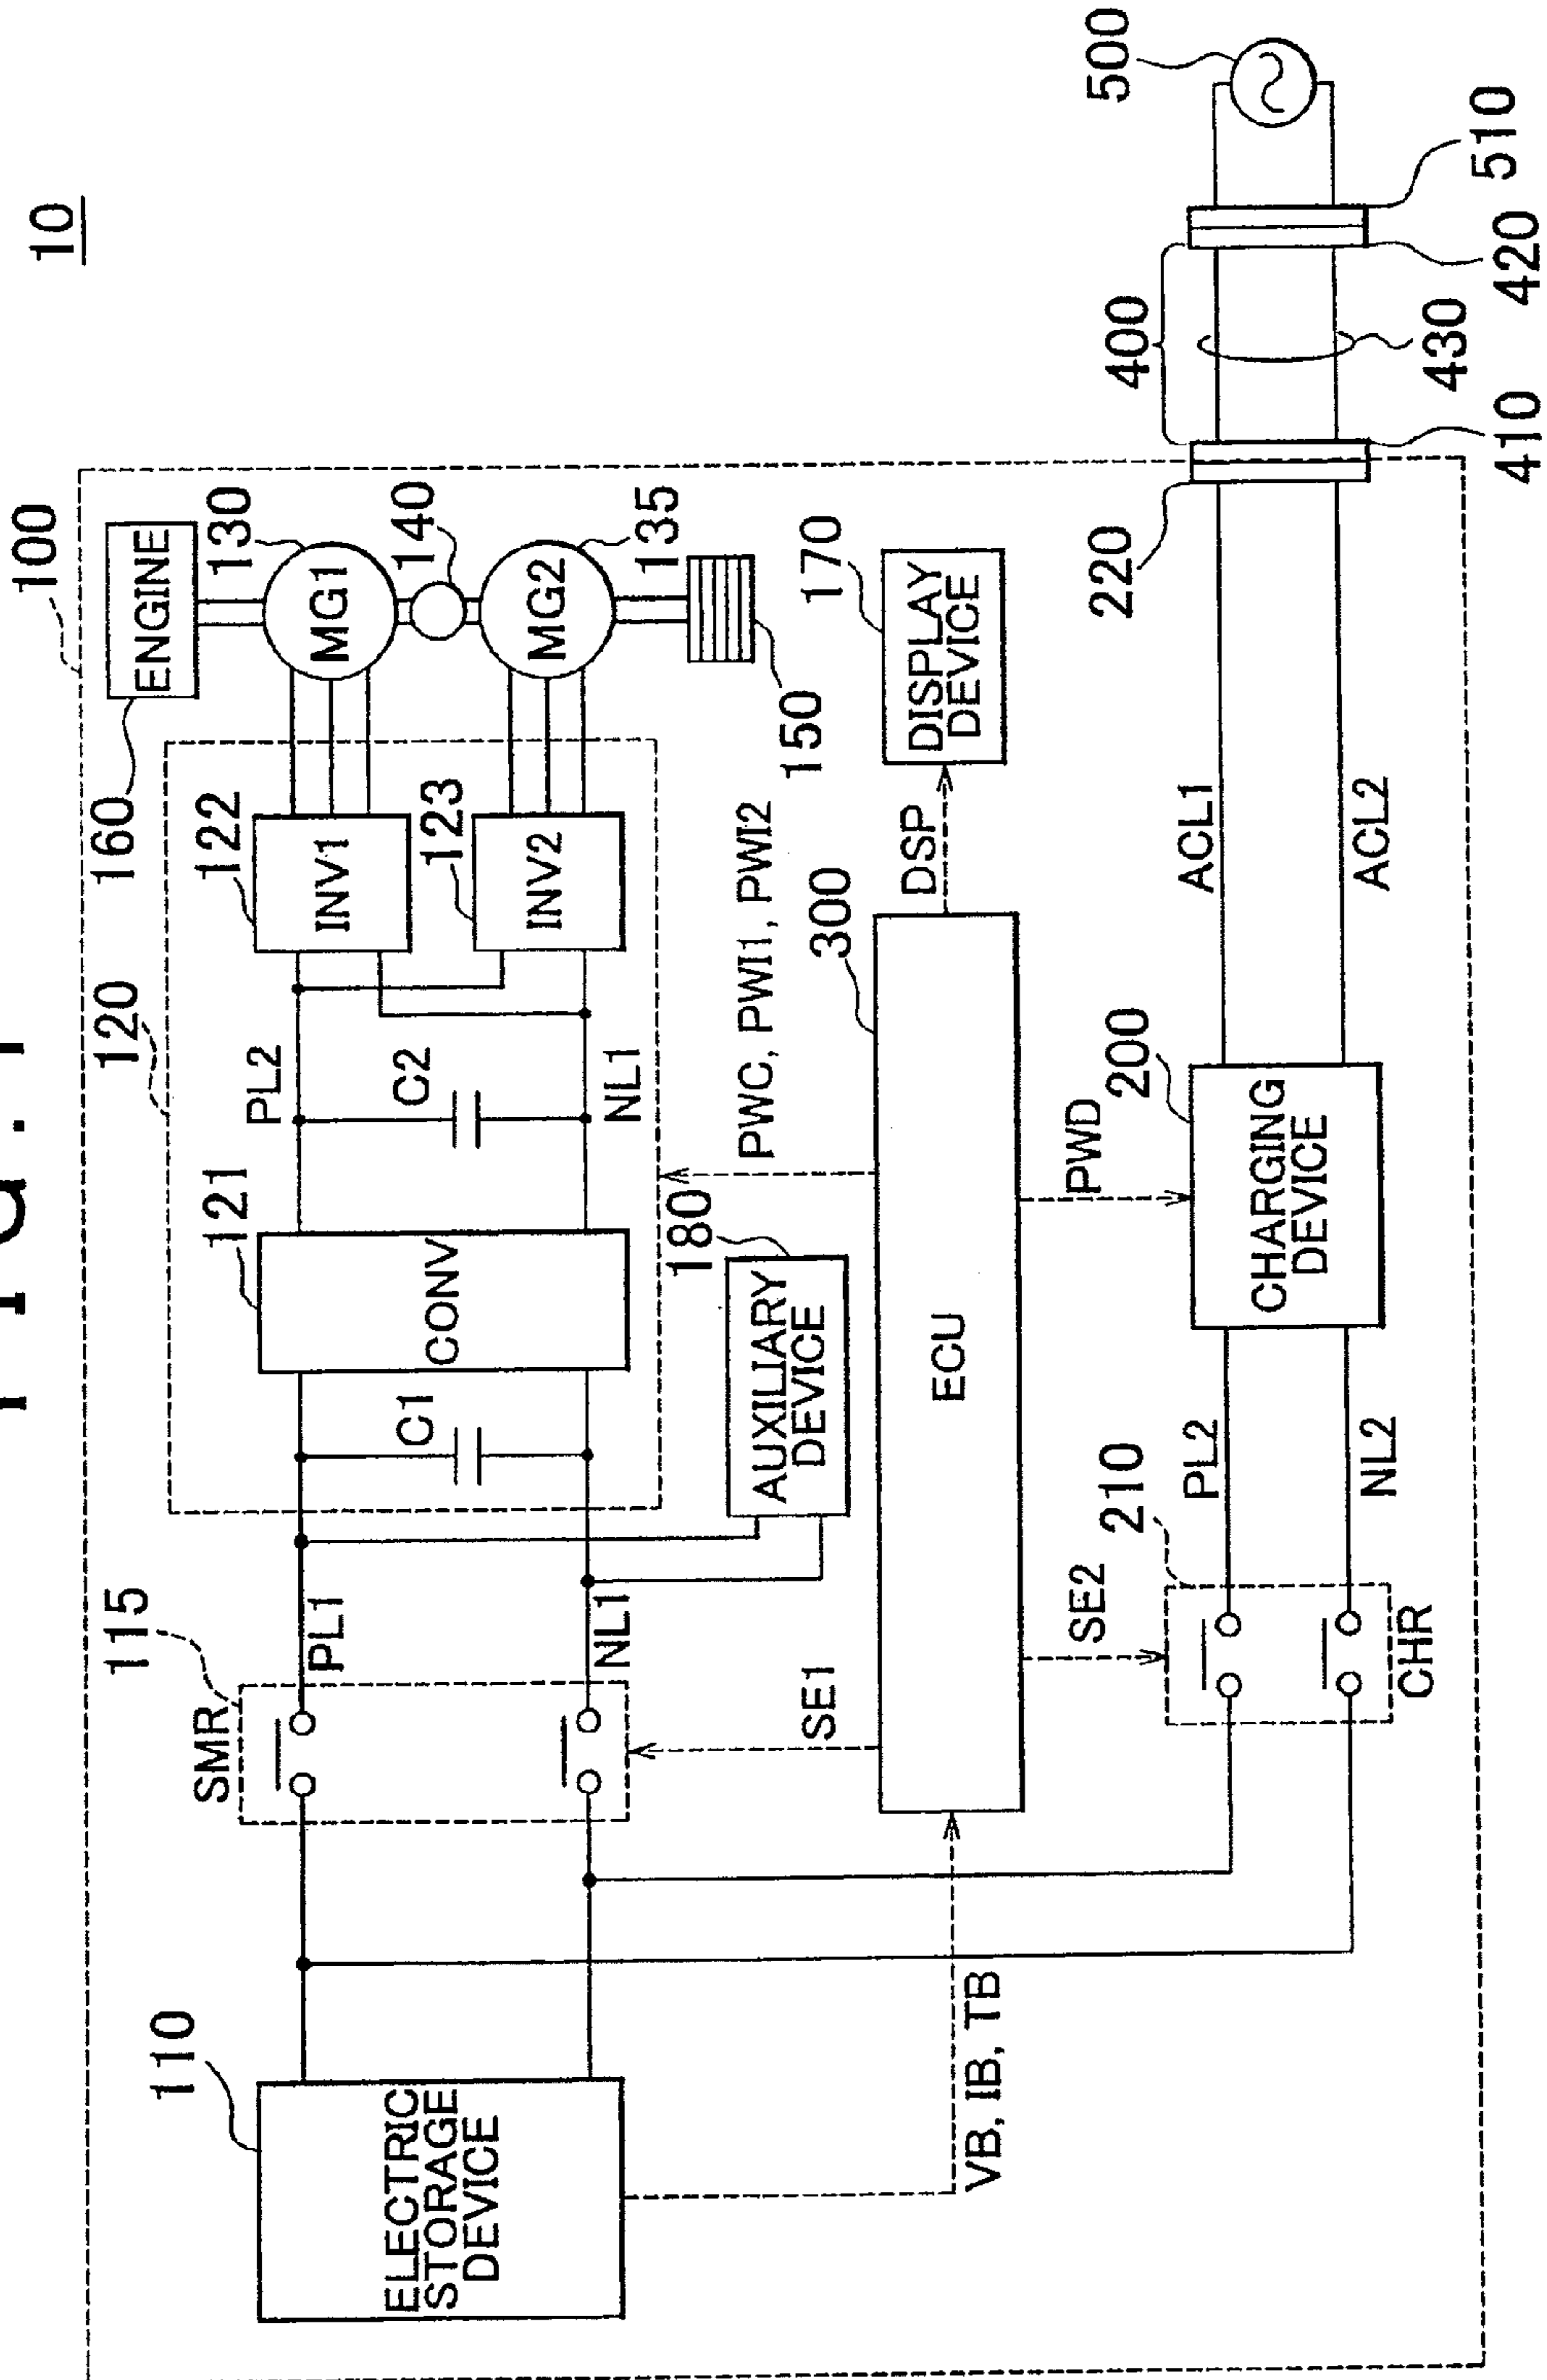 10
100
ENGINE
160
130
MG1
140
MG2
135
150
120
122
INV1
123
INV2
PL2
C2
NL1
121
CONV
C1
180
AUXILIARY
DEVICE
115
SMR
PL1
NL1
110
ELECTRIC
STORAGE
DEVICE
VB, IB, TB
SE1
PWC, PWI1, PWI2
300
ECU
DSP
170
DISPLAY
DEVICE
SE2
210
CHR
PL2
NL2
PWD
200
CHARGING
DEVICE
ACL1
ACL2
220
410
400
430
420
510
500